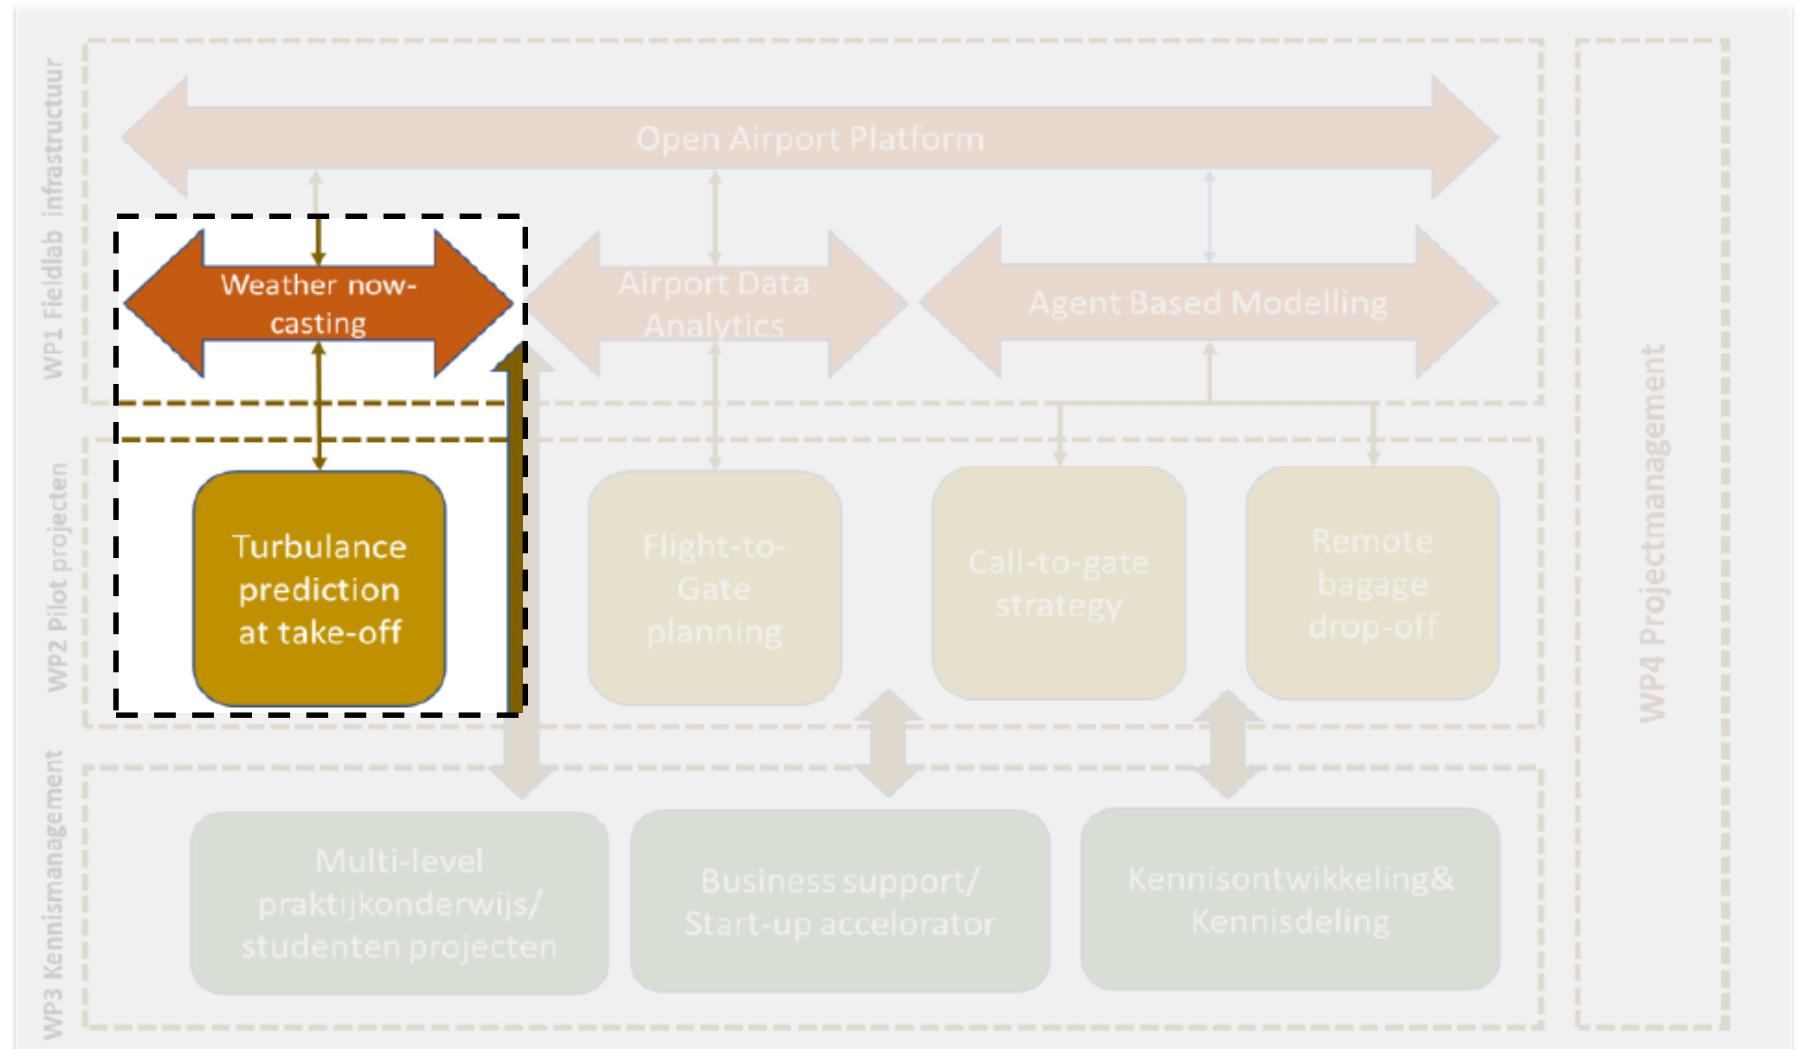 WP1 Fieldlab infrastructuur
Open Airport Platform
Weather now-
casting
Airport Data
Analytics
Agent Based Modelling
WP2 Pilot projecten
Turbulance
prediction
at take-off
Flight-to-
Gate
planning
Call-to-gate
strategy
Remote
bagage
drop-off
WP3 Kennismanagement
Multi-level
praktijkonderwijs/
studenten projecten
Business support/
Start-up accelorator
Kennisontwikkeling&
Kennisdeling
WP4 Projectmanagement